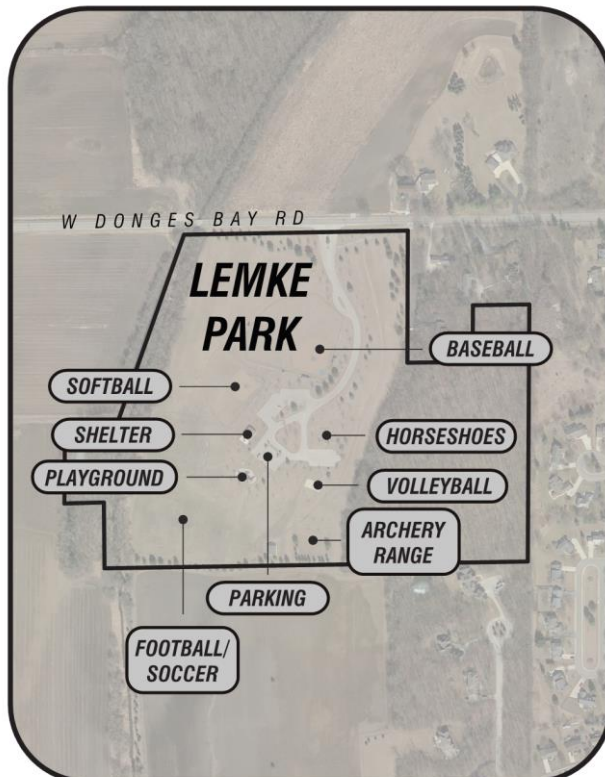 W DONGES BAY RD
LEMKE
PARK
BASEBALL
SOFTBALL
SHELTER
HORSESHOES
PLAYGROUND
VOLLEYBALL
ARCHERY
RANGE
PARKING
FOOTBALL/
SOCCER